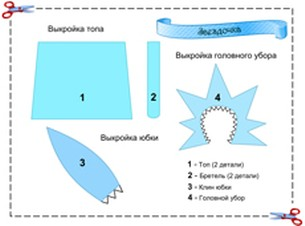 Звездочка
Выкройка топа
Выкройка головного убора
1
2
4
Выкройка юбки
3
1 - Топ (2 детали)
2 - Бретель (2 детали)
3 - Клин юбки
4 - Головной убор